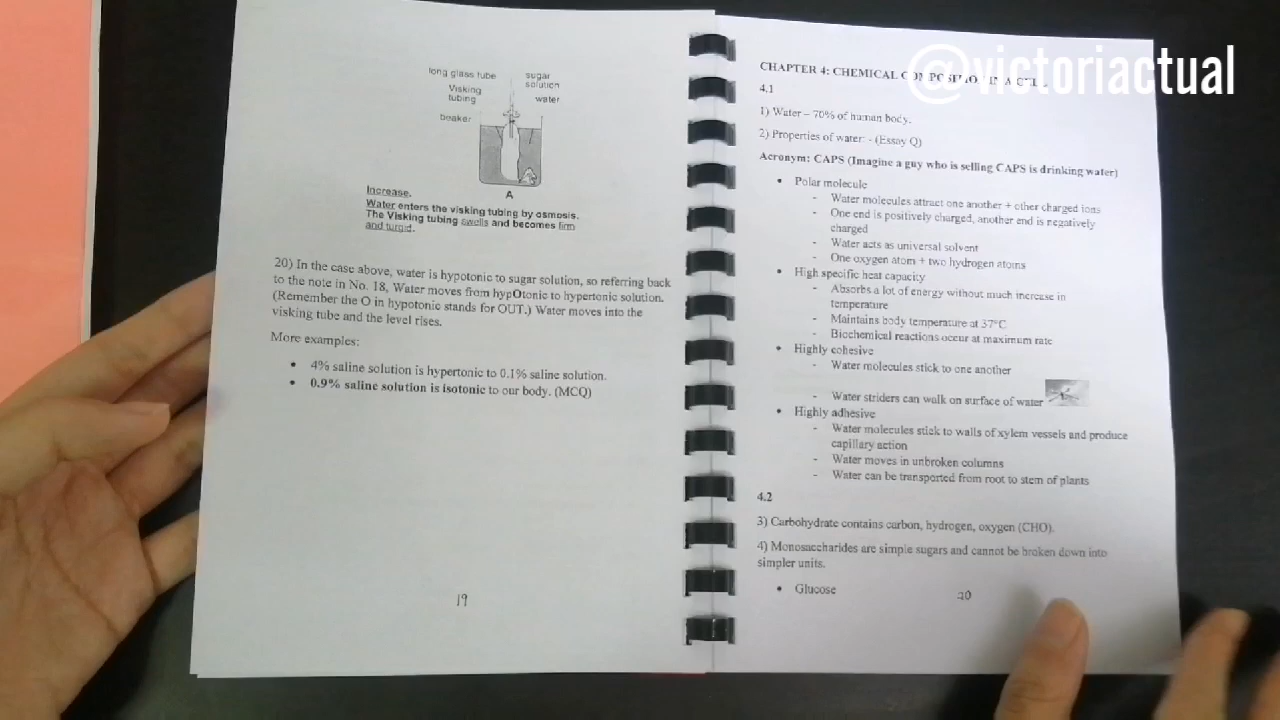 long glass tube
sugar
solution
Visking
tubing
water
beaker
A
Increase.
Water enters the visking tubing by osmosis.
The Visking tubing swells and becomes firm
and turgid.
20) In the case above, water is hypotonic to sugar solution, so referring back
to the note in No. 18, Water moves from hypOtonic to hypertonic solution.
(Remember the O in hypotonic stands for OUT.) Water moves into the
visking tube and the level rises.
More examples:
• 4% saline solution is hypertonic to 0.1% saline solution.
• 0.9% saline solution is isotonic to our body. (MCQ)
19
@victoriactual
CHAPTER 4: CHEMICAL COMPOSITION IN A CELL
4.1
1) Water – 70% of human body.
2) Properties of water: - (Essay Q)
Acronym: CAPS (Imagine a guy who is selling CAPS is drinking water)
• Polar molecule
- Water molecules attract one another + other charged ions
- One end is positively charged, another end is negatively
charged
- Water acts as universal solvent
- One oxygen atom + two hydrogen atoms
• High specific heat capacity
- Absorbs a lot of energy without much increase in
temperature
- Maintains body temperature at 37°C
- Biochemical reactions occur at maximum rate
• Highly cohesive
- Water molecules stick to one another
- Water striders can walk on surface of water
• Highly adhesive
- Water molecules stick to walls of xylem vessels and produce
capillary action
- Water moves in unbroken columns
- Water can be transported from root to stem of plants
4.2
3) Carbohydrate contains carbon, hydrogen, oxygen (CHO).
4) Monosaccharides are simple sugars and cannot be broken down into
simpler units.
• Glucose
20